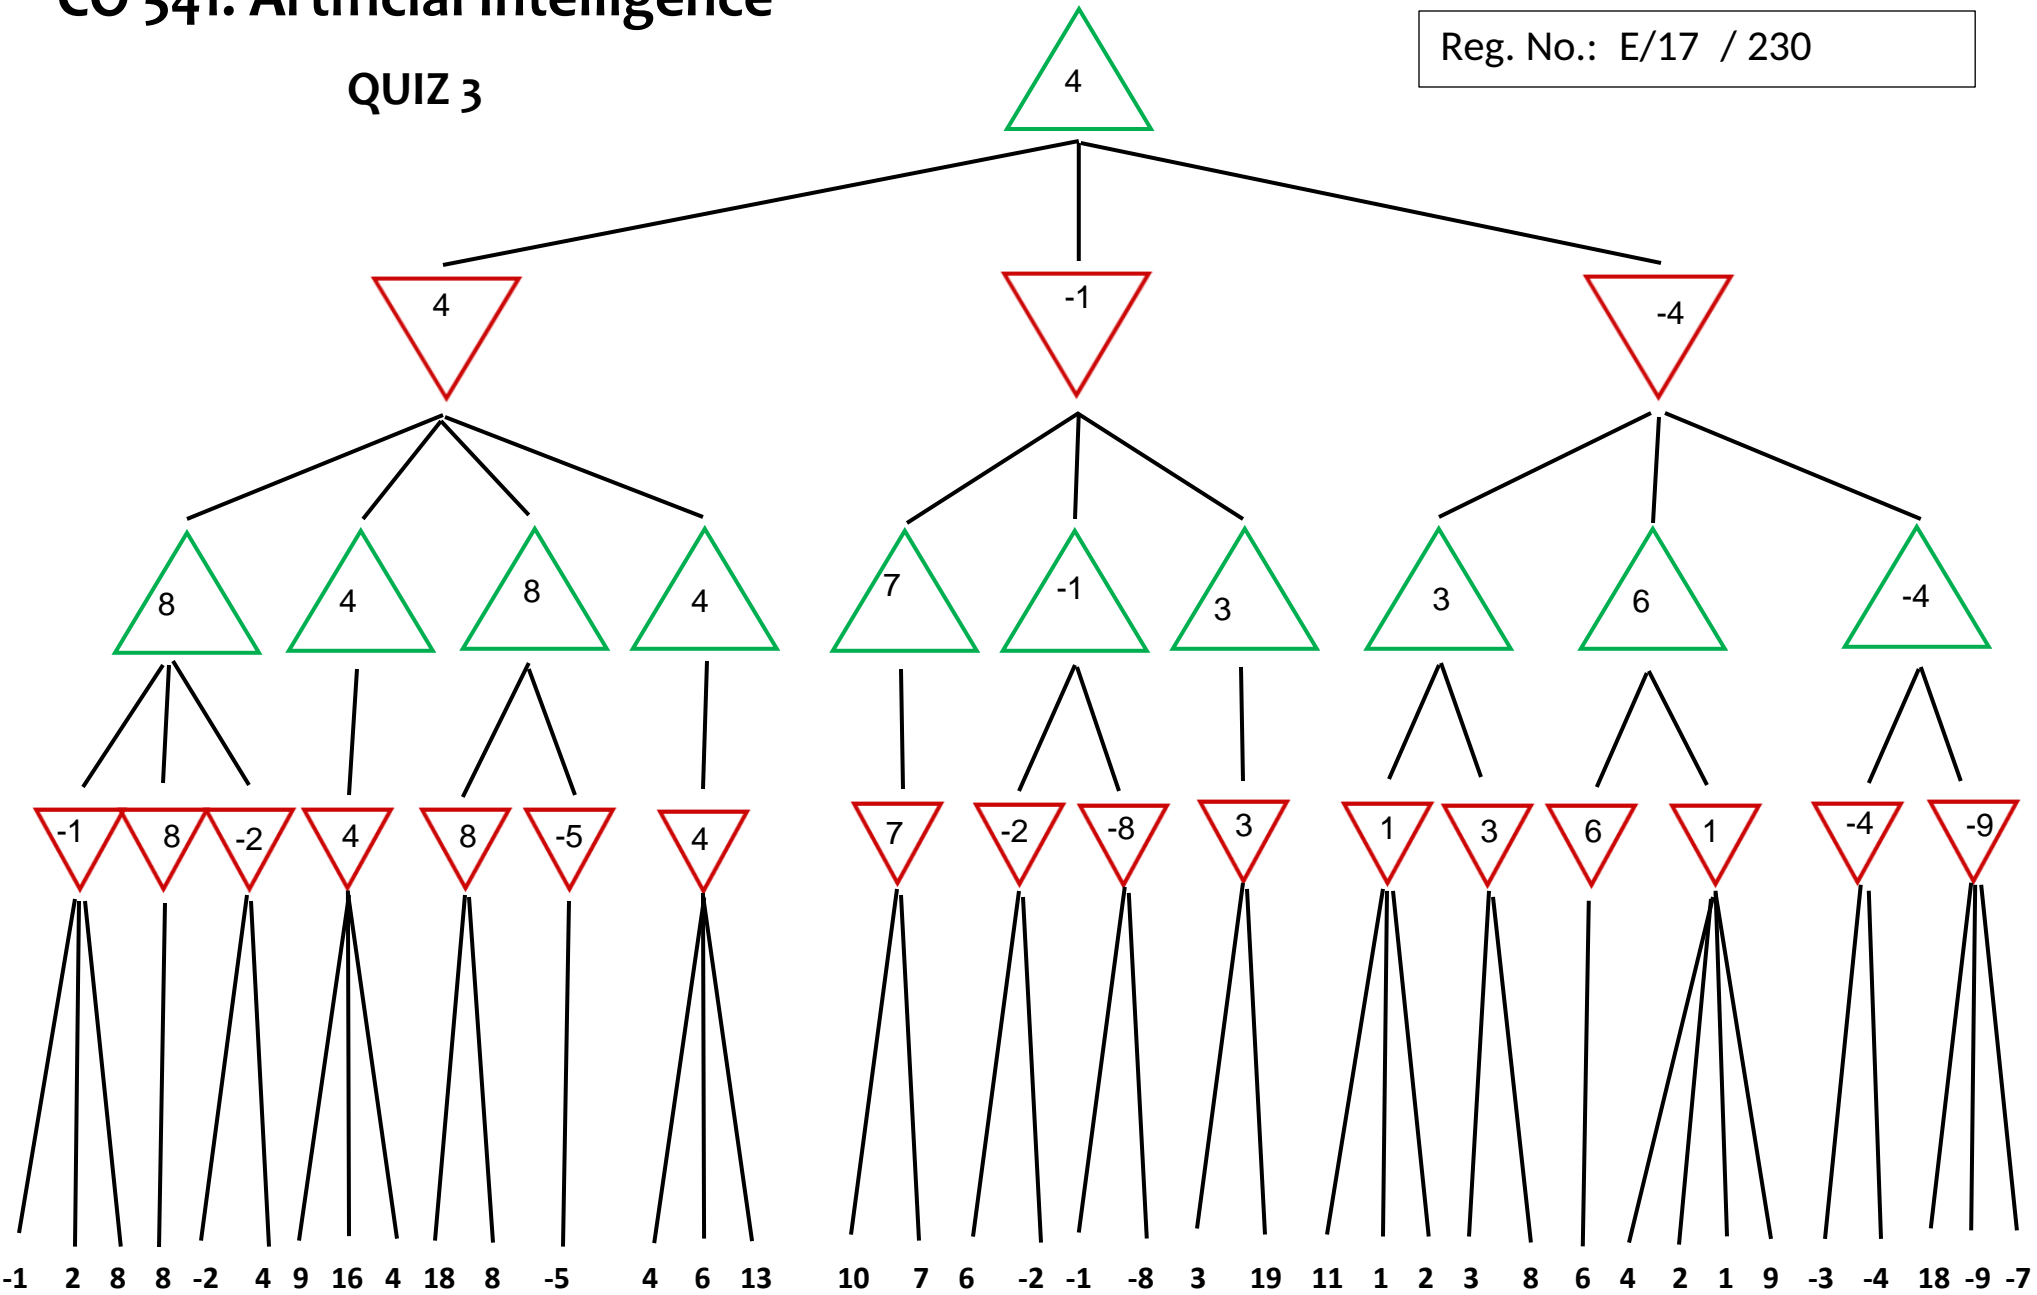 CO 541: Artificial Intelligence
Reg. No.: E/17 / 230
QUIZ 3
4
4 -1 -4
8 4 8 4 7 -1 3 3 6 -4
-1 8 -2 4 8 -5 4 7 -2 -8 3 1 3 6 1 -4 -9
-1 2 8 8 -2 4 9 16 4 18 8 -5 4 6 13 10 7 6 -2 -1 -8 3 19 11 1 2 3 8 6 4 2 1 9 -3 -4 18 -9 -7